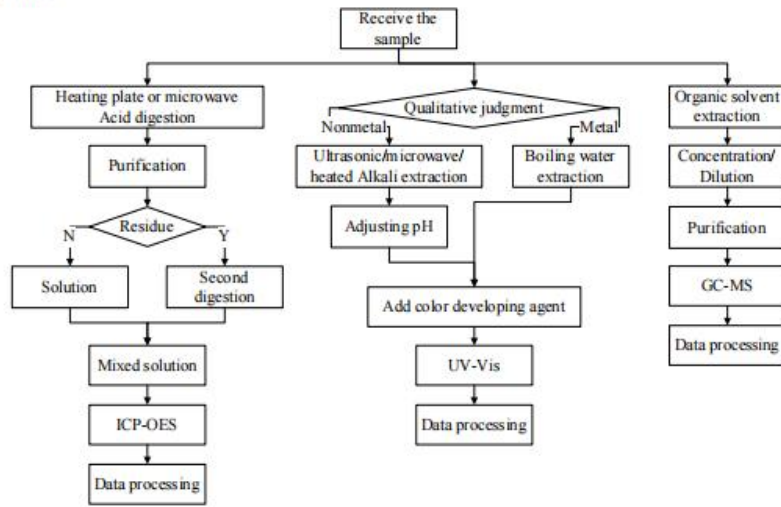 Receive the
sample
Heating plate or microwave
Acid digestion
Purification
Residue
N
Y
Solution
Second
digestion
Mixed solution
ICP-OES
Data processing
Qualitative judgment
Nonmetal
Metal
Ultrasonic/microwave/
heated Alkali extraction
Boiling water
extraction
Adjusting pH
Add color developing agent
UV-Vis
Data processing
Organic solvent
extraction
Concentration/
Dilution
Purification
GC-MS
Data processing